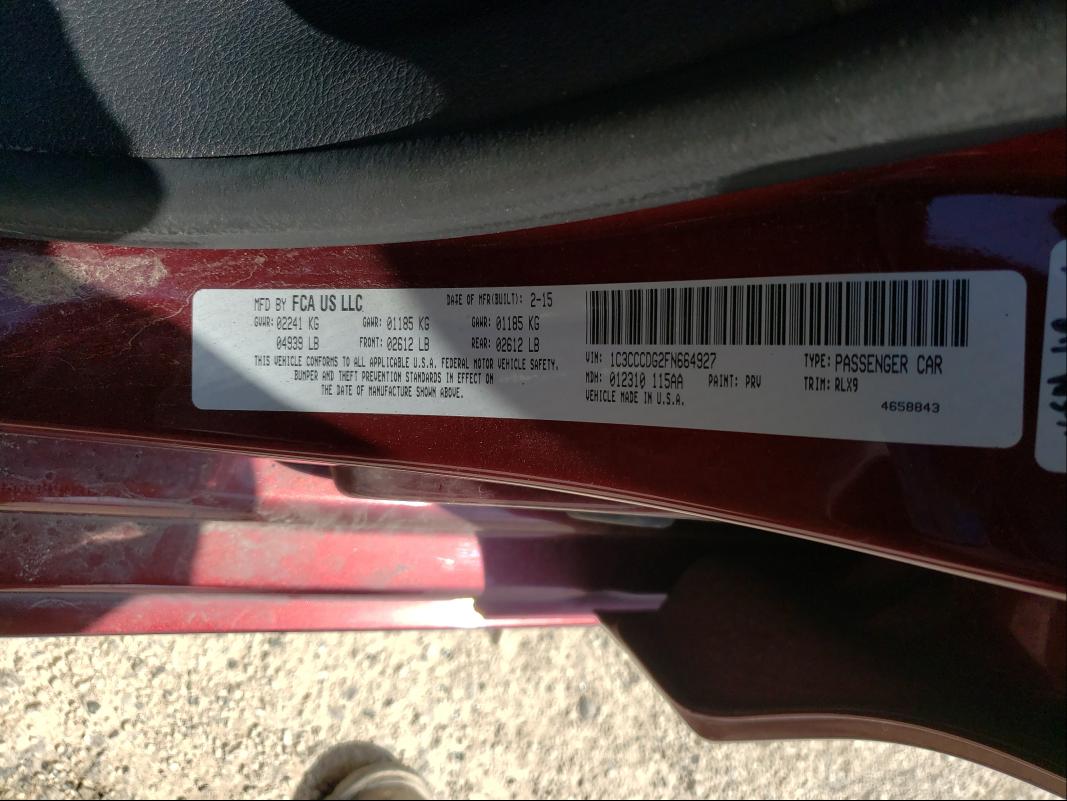 MFD BY FCA US LLC DATE OF MFR(BUILT): 2-15
GVWR: 02241 KG GAWR: 01185 KG GAWR: 01185 KG
04939 LB FRONT: 02612 LB REAR: 02612 LB
THIS VEHICLE CONFORMS TO ALL APPLICABLE U.S.A. FEDERAL MOTOR VEHICLE SAFETY.
BUMPER AND THEFT PREVENTION STANDARDS IN EFFECT ON
THE DATE OF MANUFACTURE SHOWN ABOVE.
VIN: 1C3CCCDG2FN664927 TYPE: PASSENGER CAR
MDH: 012310 115AA PAINT: PRV TRIM: RLX9
VEHICLE MADE IN U.S.A.
4658843